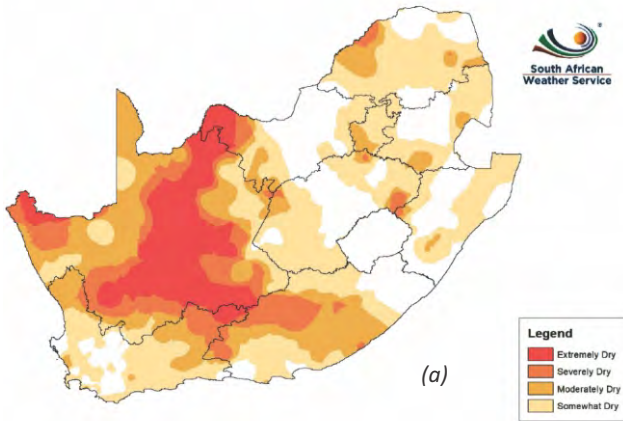 South African
Weather Service
(a)
Legend
Extremely Dry
Severely Dry
Moderately Dry
Somewhat Dry